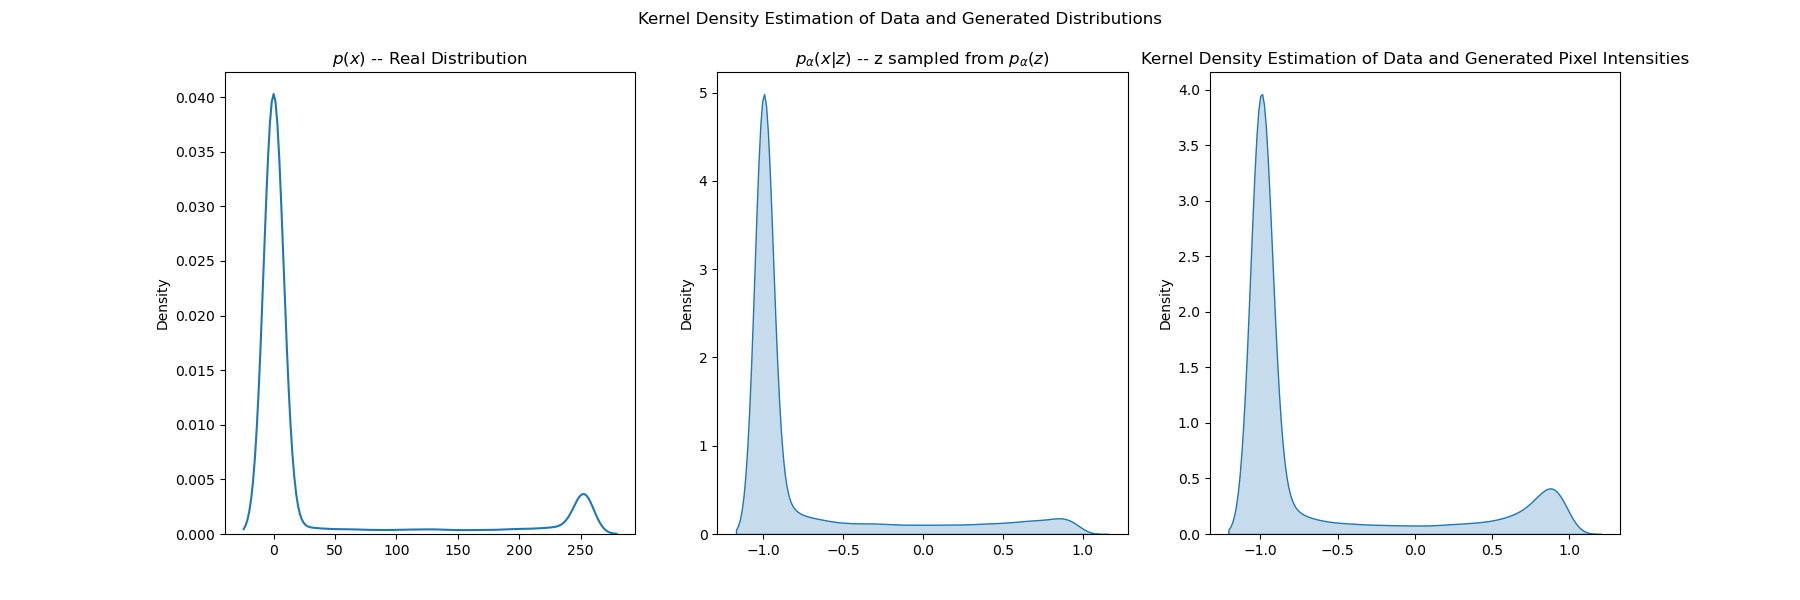 Kernel Density Estimation of Data and Generated Distributions
p(x) -- Real Distribution
Density
0.040
0.035
0.030
0.025
0.020
0.015
0.010
0.005
0.000
0 50 100 150 200 250
pα(x|z) -- z sampled from pα(z)
Density
5
4
3
2
1
0
−1.0 −0.5 0.0 0.5 1.0
Kernel Density Estimation of Data and Generated Pixel Intensities
Density
4.0
3.5
3.0
2.5
2.0
1.5
1.0
0.5
0.0
−1.0 −0.5 0.0 0.5 1.0